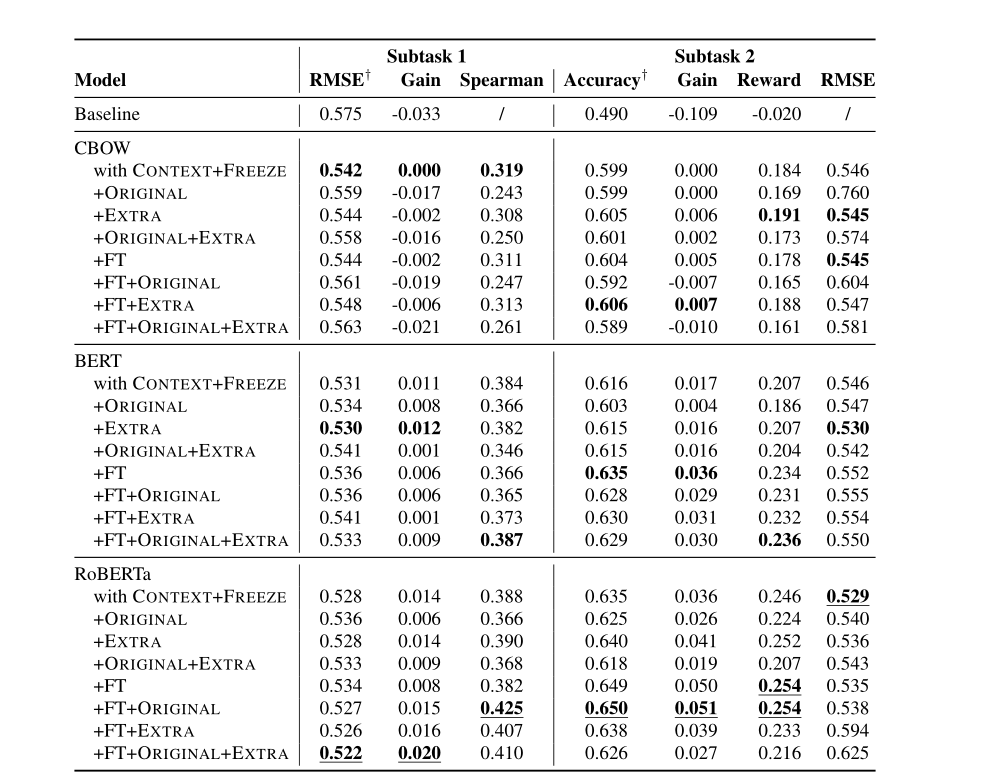 Subtask 1 Subtask 2
Model RMSE† Gain Spearman Accuracy† Gain Reward RMSE
Baseline 0.575 -0.033 / 0.490 -0.109 -0.020 /
CBOW
with CONTEXT+FREEZE 0.542 0.000 0.319 0.599 0.000 0.184 0.546
+ORIGINAL 0.559 -0.017 0.243 0.599 0.000 0.169 0.760
+EXTRA 0.544 -0.002 0.308 0.605 0.006 0.191 0.545
+ORIGINAL+EXTRA 0.558 -0.016 0.250 0.601 0.002 0.173 0.574
+FT 0.544 -0.002 0.311 0.604 0.005 0.178 0.545
+FT+ORIGINAL 0.561 -0.019 0.247 0.592 -0.007 0.165 0.604
+FT+EXTRA 0.548 -0.006 0.313 0.606 0.007 0.188 0.547
+FT+ORIGINAL+EXTRA 0.563 -0.021 0.261 0.589 -0.010 0.161 0.581
BERT
with CONTEXT+FREEZE 0.531 0.011 0.384 0.616 0.017 0.207 0.546
+ORIGINAL 0.534 0.008 0.366 0.603 0.004 0.186 0.547
+EXTRA 0.530 0.012 0.382 0.615 0.016 0.207 0.530
+ORIGINAL+EXTRA 0.541 0.001 0.346 0.615 0.016 0.204 0.542
+FT 0.536 0.006 0.366 0.635 0.036 0.234 0.552
+FT+ORIGINAL 0.536 0.006 0.365 0.628 0.029 0.231 0.555
+FT+EXTRA 0.541 0.001 0.373 0.630 0.031 0.232 0.554
+FT+ORIGINAL+EXTRA 0.533 0.009 0.387 0.629 0.030 0.236 0.550
RoBERTa
with CONTEXT+FREEZE 0.528 0.014 0.388 0.635 0.036 0.246 0.529
+ORIGINAL 0.536 0.006 0.366 0.625 0.026 0.224 0.540
+EXTRA 0.528 0.014 0.390 0.640 0.041 0.252 0.536
+ORIGINAL+EXTRA 0.533 0.009 0.368 0.618 0.019 0.207 0.543
+FT 0.534 0.008 0.382 0.649 0.050 0.254 0.535
+FT+ORIGINAL 0.527 0.015 0.425 0.650 0.051 0.254 0.538
+FT+EXTRA 0.526 0.016 0.407 0.638 0.039 0.233 0.594
+FT+ORIGINAL+EXTRA 0.522 0.020 0.410 0.626 0.027 0.216 0.625